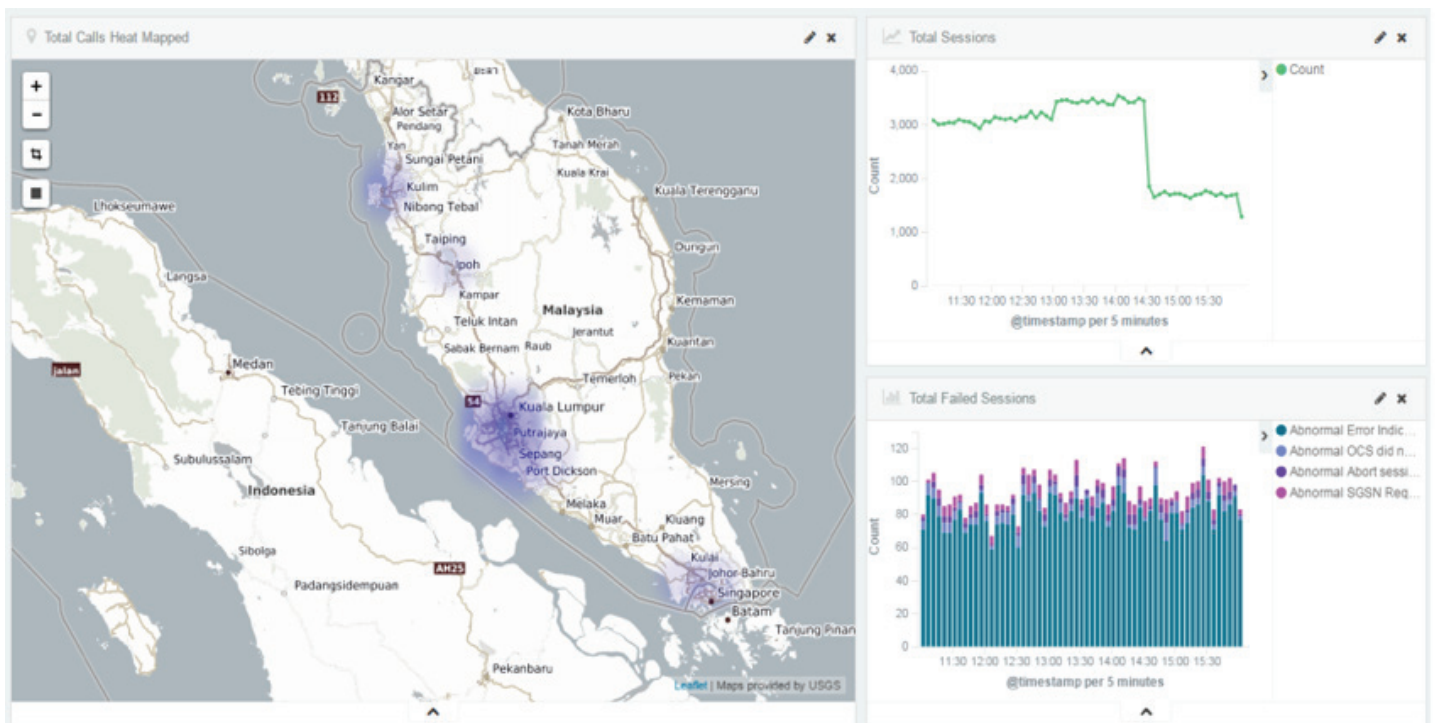 Total Calls Heat Mapped
+
−
112
Kangar
Alor Setar
Pendang
Yan
Sungai Petani
Kulim
Nibong Tebal
Taiping
Ipoh
Kampar
Teluk Intan
Sabak Bernam
Raub
Malaysia
Jerantut
Kota Bharu
Tanah Merah
Kuala Krai
Kuala Terengganu
Dungun
Kemaman
Kuantan
Pekan
Temerloh
54
Kuala Lumpur
Putrajaya
Sepang
Port Dickson
Melaka
Muar
Batu Pahat
Kluang
Mersing
Kulai
Johor Bahru
Singapore
Batam
Tanjung Pinan
Lhokseumawe
Langsa
Jalan
Medan
Tebing Tinggi
Tanjung Balai
Subulussalam
Indonesia
Sibolga
Padangsidempuan
AH25
Pekanbaru
Leaflet | Maps provided by USGS
Total Sessions
Count
4,000
3,000
2,000
1,000
0
Count
11:30 12:00 12:30 13:00 13:30 14:00 14:30 15:00 15:30
@timestamp per 5 minutes
Total Failed Sessions
Abnormal Error Indic...
Abnormal OCS did n...
Abnormal Abort sessi...
Abnormal SGSN Req...
120
100
80
60
40
20
0
Count
11:30 12:00 12:30 13:00 13:30 14:00 14:30 15:00 15:30
@timestamp per 5 minutes